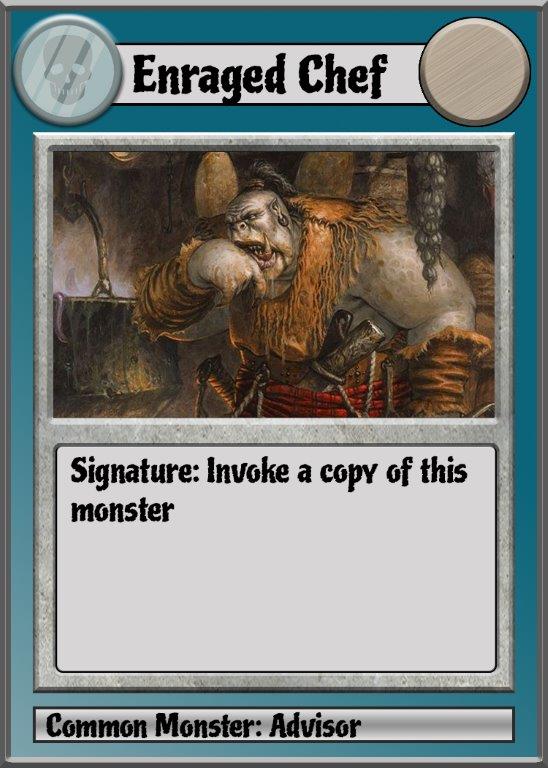 Enraged Chef
Signature: Invoke a copy of this
monster
Common Monster: Advisor